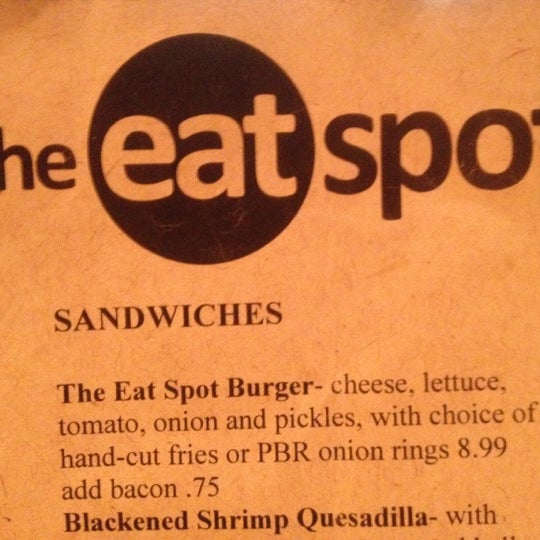 he eat spot
SANDWICHES
The Eat Spot Burger- cheese, lettuce,
tomato, onion and pickles, with choice of
hand-cut fries or PBR onion rings 8.99
add bacon .75
Blackened Shrimp Quesadilla- with